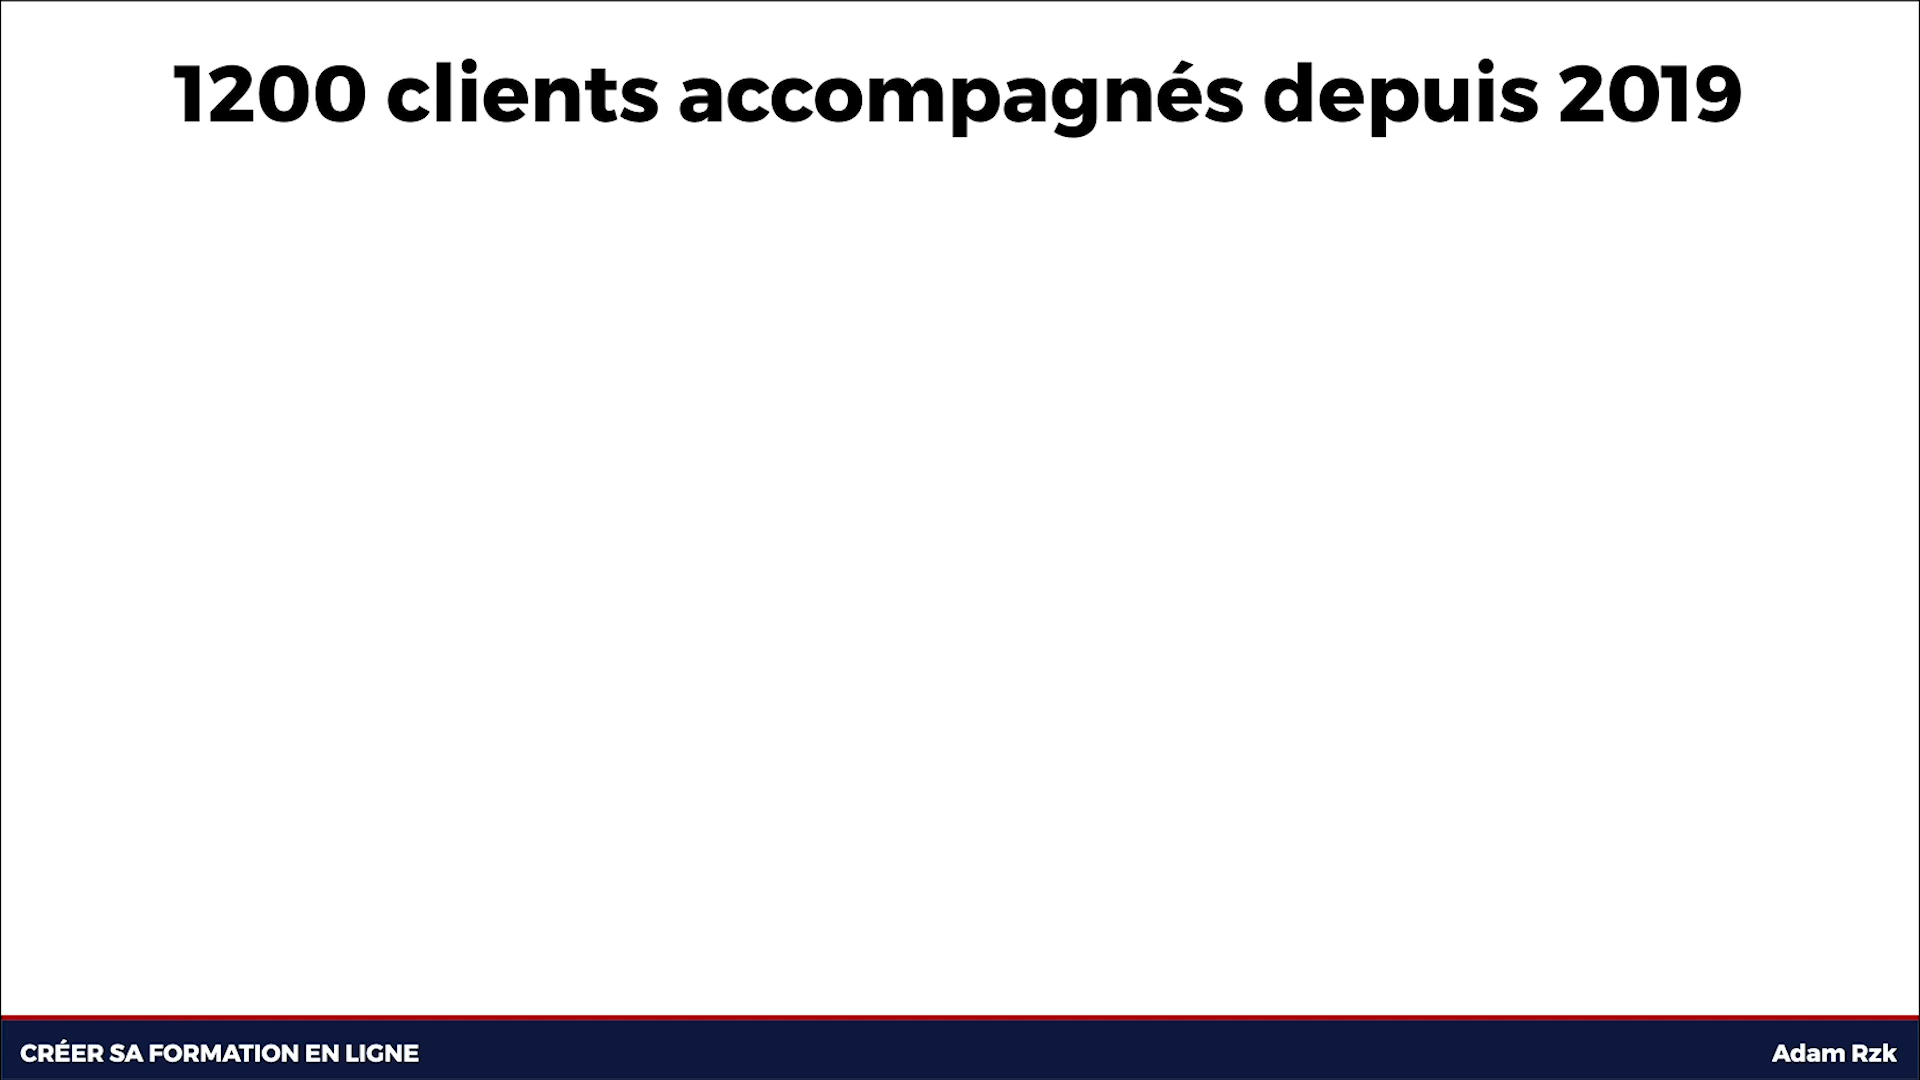 1200 clients accompagnés depuis 2019
CRÉER SA FORMATION EN LIGNE
Adam Rzk